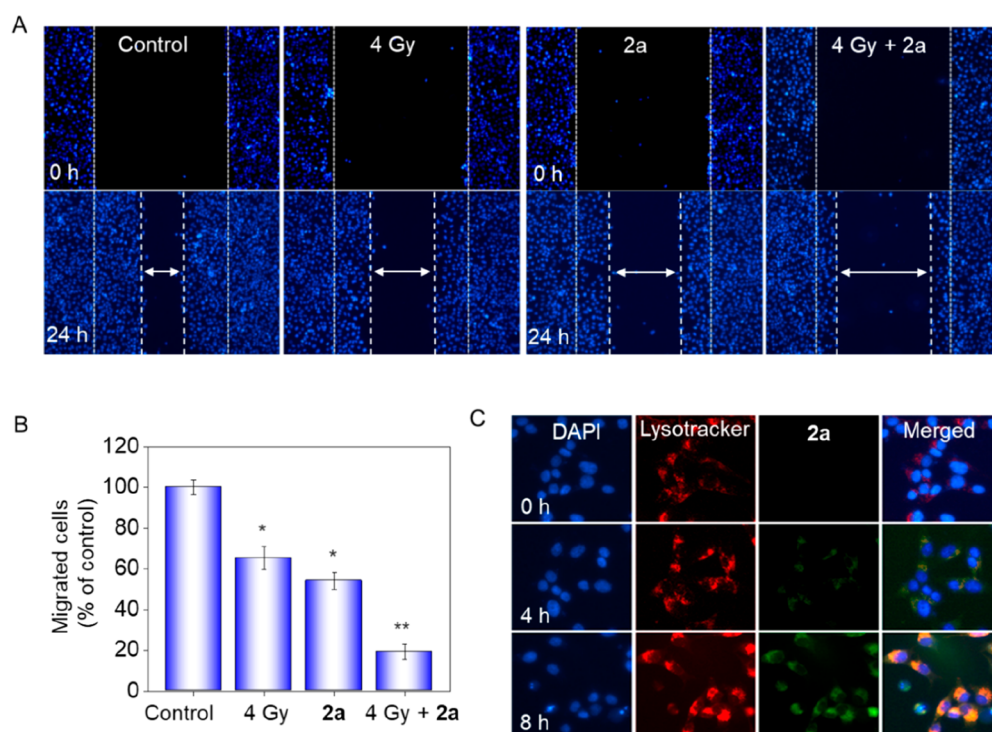 A
Control
4 Gy
2a
4 Gy + 2a
0 h
0 h
24 h
24 h
B
Migrated cells
(% of control)
120
100
80
60
40
20
0
*
*
**
Control
4 Gy
2a
4 Gy + 2a
C
DAPI
Lysotracker
2a
Merged
0 h
4 h
8 h